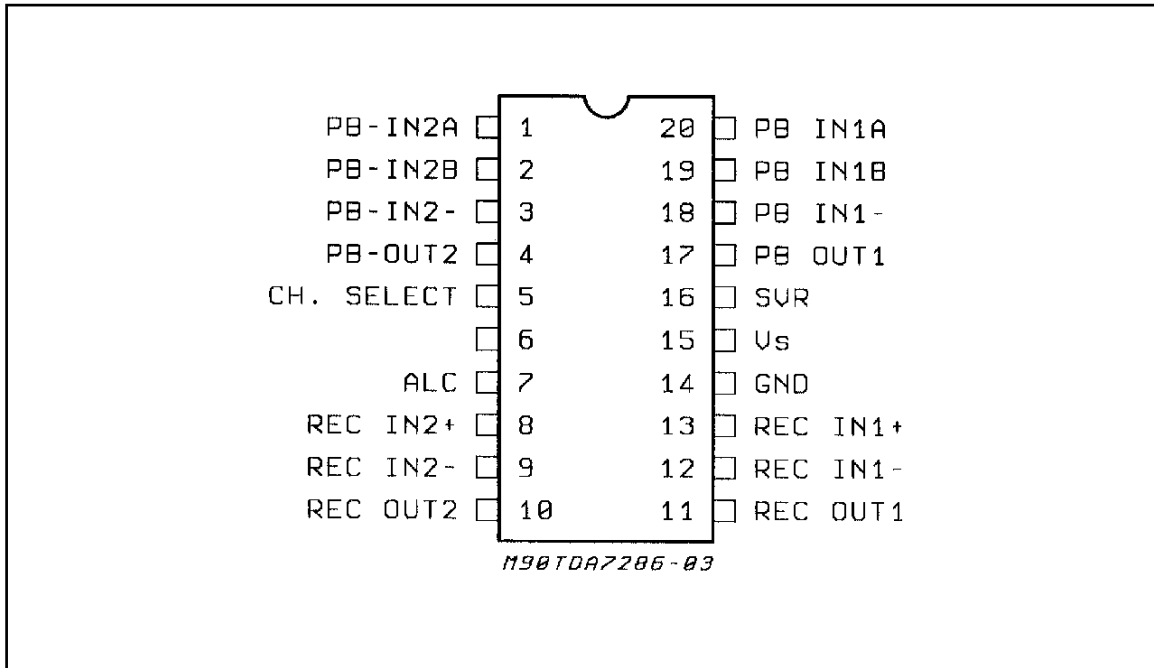 PB-IN2A 1 20 PB IN1A
PB-IN2B 2 19 PB IN1B
PB-IN2- 3 18 PB IN1-
PB-OUT2 4 17 PB OUT1
CH. SELECT 5 16 SVR
6 15 Vs
ALC 7 14 GND
REC IN2+ 8 13 REC IN1+
REC IN2- 9 12 REC IN1-
REC OUT2 10 11 REC OUT1
M90TDA7286-03